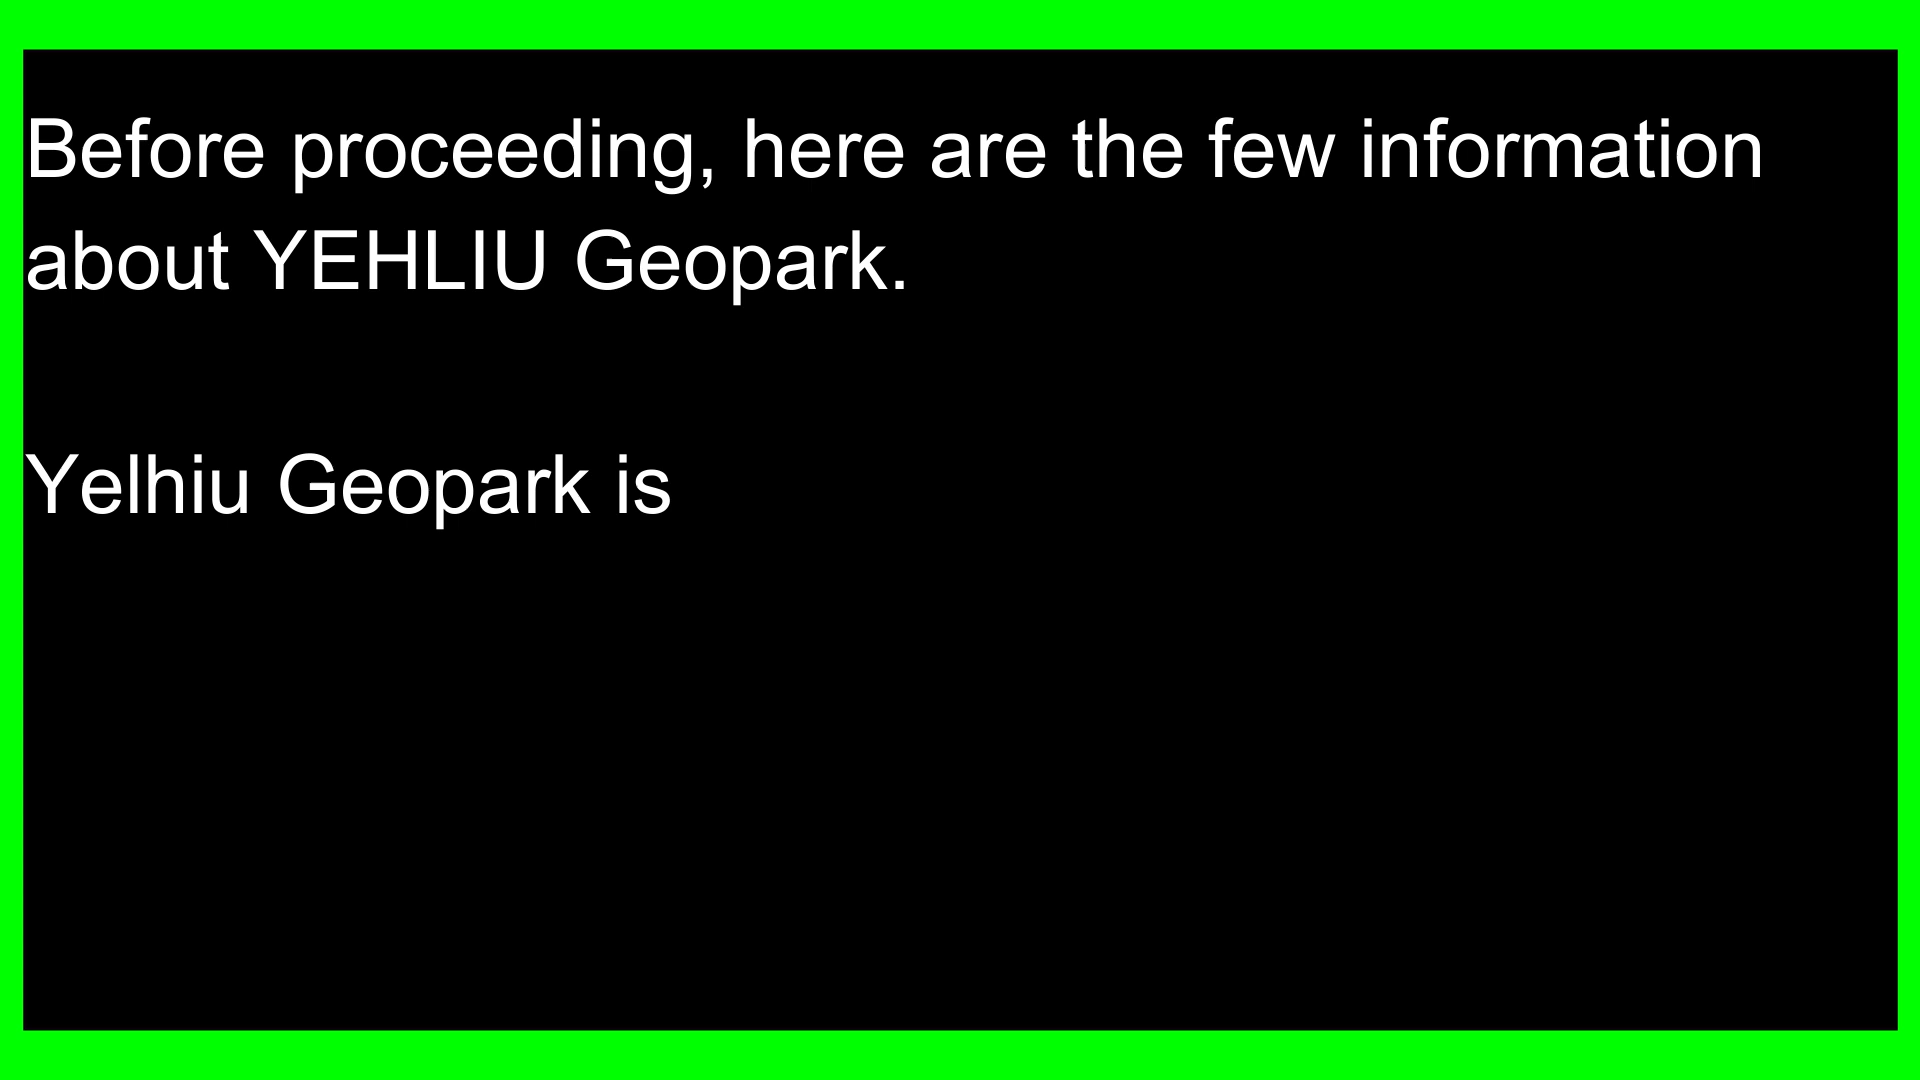 Before proceeding, here are the few information
about YEHLIU Geopark.
Yelhiu Geopark is